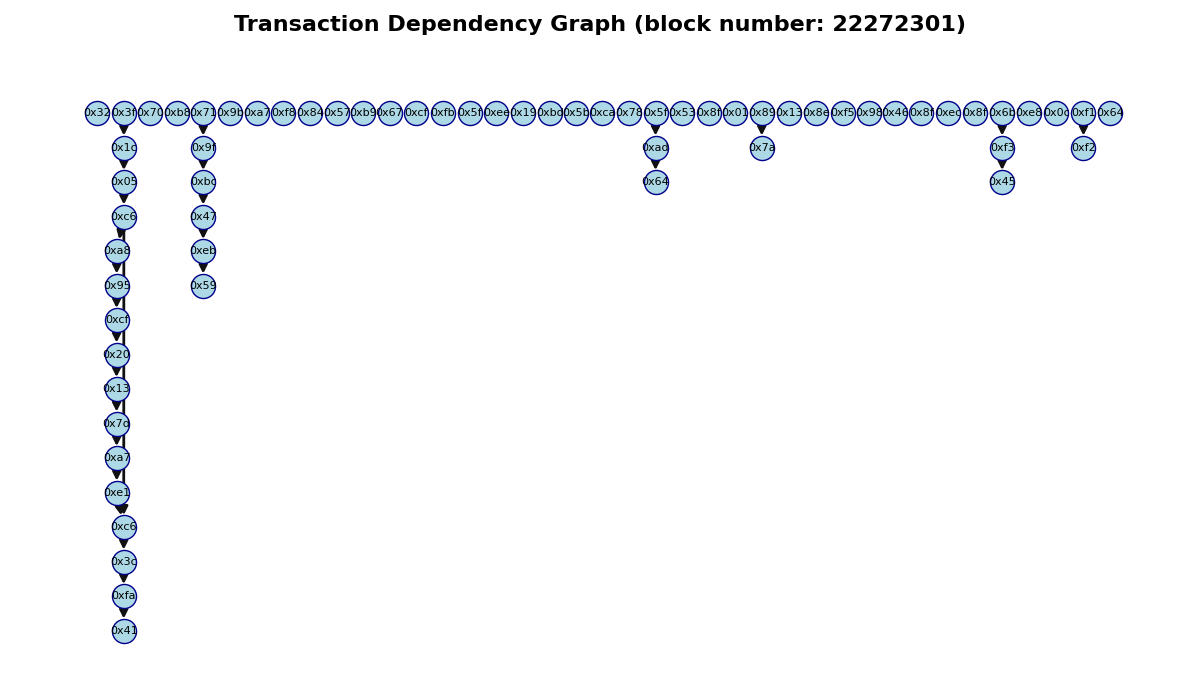 Transaction Dependency Graph (block number: 22272301)
0x32 0x3f 0x70 0xb8 0x71 0x9b 0xa7 0xf8 0x84 0x57 0xb9 0x67 0xcf 0xfb 0x5f 0xee 0x19 0xbd 0x5b 0xca 0x78 0x5f 0x53 0x8f 0x01 0x89 0x13 0x8e 0xf5 0x98 0x46 0x8f 0xec 0x8f 0x6b 0xe8 0x0c 0xf1 0x64
0x1c 0x9f 0xad 0x7a 0xf3 0xf2
0x05 0xbc 0x64 0x45
0xc6 0x47
0xa8 0xeb
0x95 0x59
0xcf
0x20
0x13
0x7d
0xa7
0xe1
0xc6
0x3c
0xfa
0x41